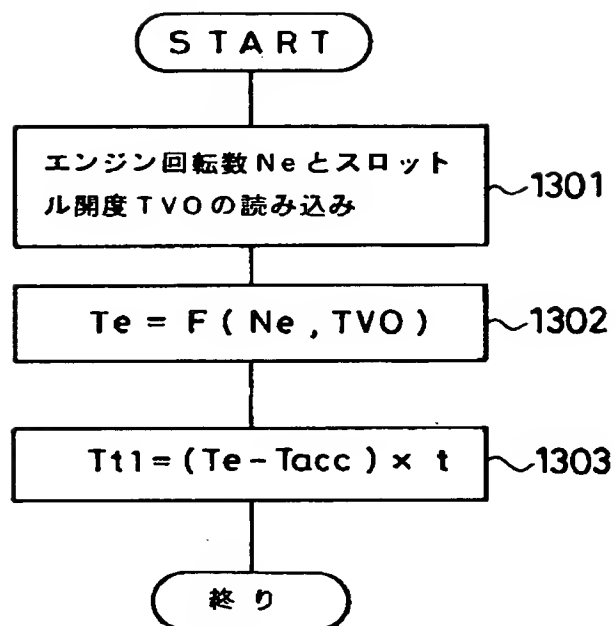 START
エンジン回転数Neとスロット
ル開度TVOの読み込み
1301
Te = F ( Ne , TVO )
1302
Tt1 = ( Te - Tacc ) × t
1303
終り